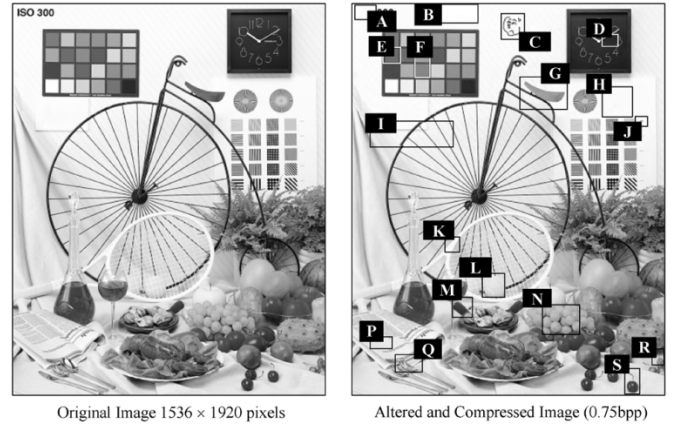 ISO 300
A
B
C
D
E
F
G
H
I
J
K
L
M
N
P
Q
R
S
Original Image 1536 × 1920 pixels
Altered and Compressed Image (0.75bpp)